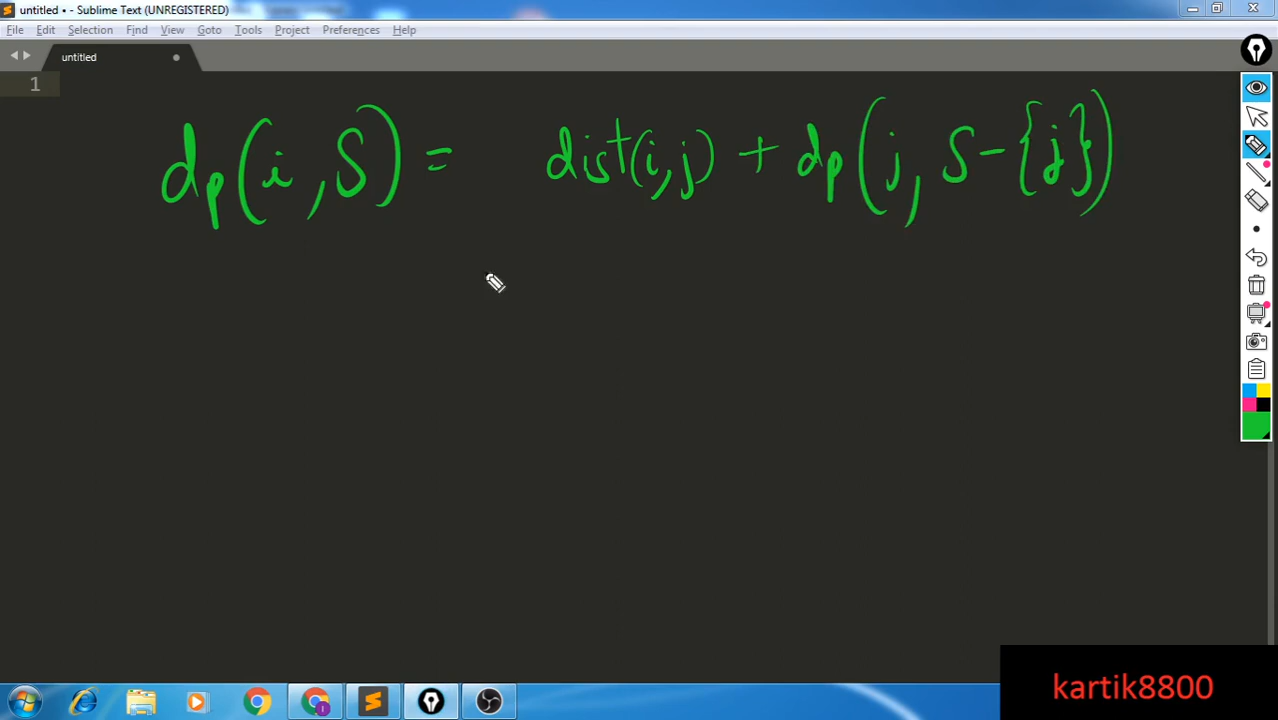 untitled • - Sublime Text (UNREGISTERED)
File Edit Selection Find View Goto Tools Project Preferences Help
untitled
1
dp(i,S) = dist(i,j) + dp(j, S-{j})
kartik8800